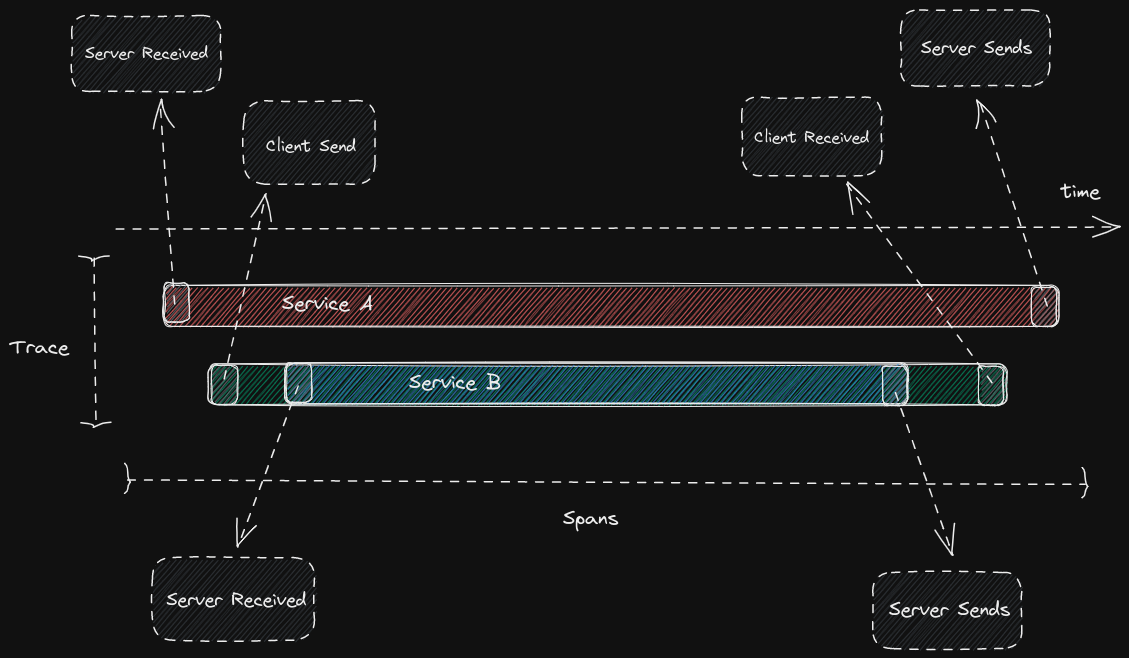 Server Received
Server Sends
Client Send
Client Received
time
Service A
Trace
Service B
Spans
Server Received
Server Sends